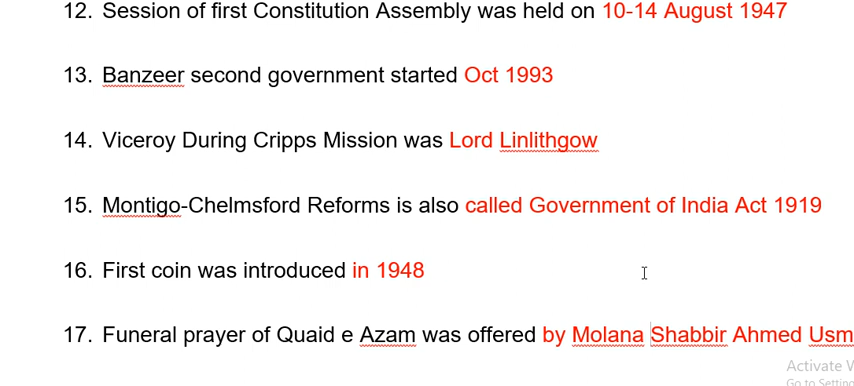 12. Session of first Constitution Assembly was held on 10-14 August 1947
13. Banzeer second government started Oct 1993
14. Viceroy During Cripps Mission was Lord Linlithgow
15. Montigo-Chelmsford Reforms is also called Government of India Act 1919
16. First coin was introduced in 1948
17. Funeral prayer of Quaid e Azam was offered by Molana Shabbir Ahmed Usm
Activate
Go to Setting